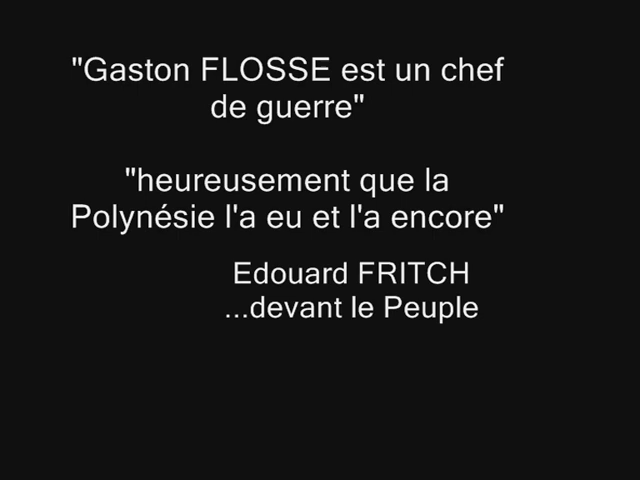 "Gaston FLOSSE est un chef
de guerre"
"heureusement que la
Polynésie l'a eu et l'a encore"
Edouard FRITCH
...devant le Peuple